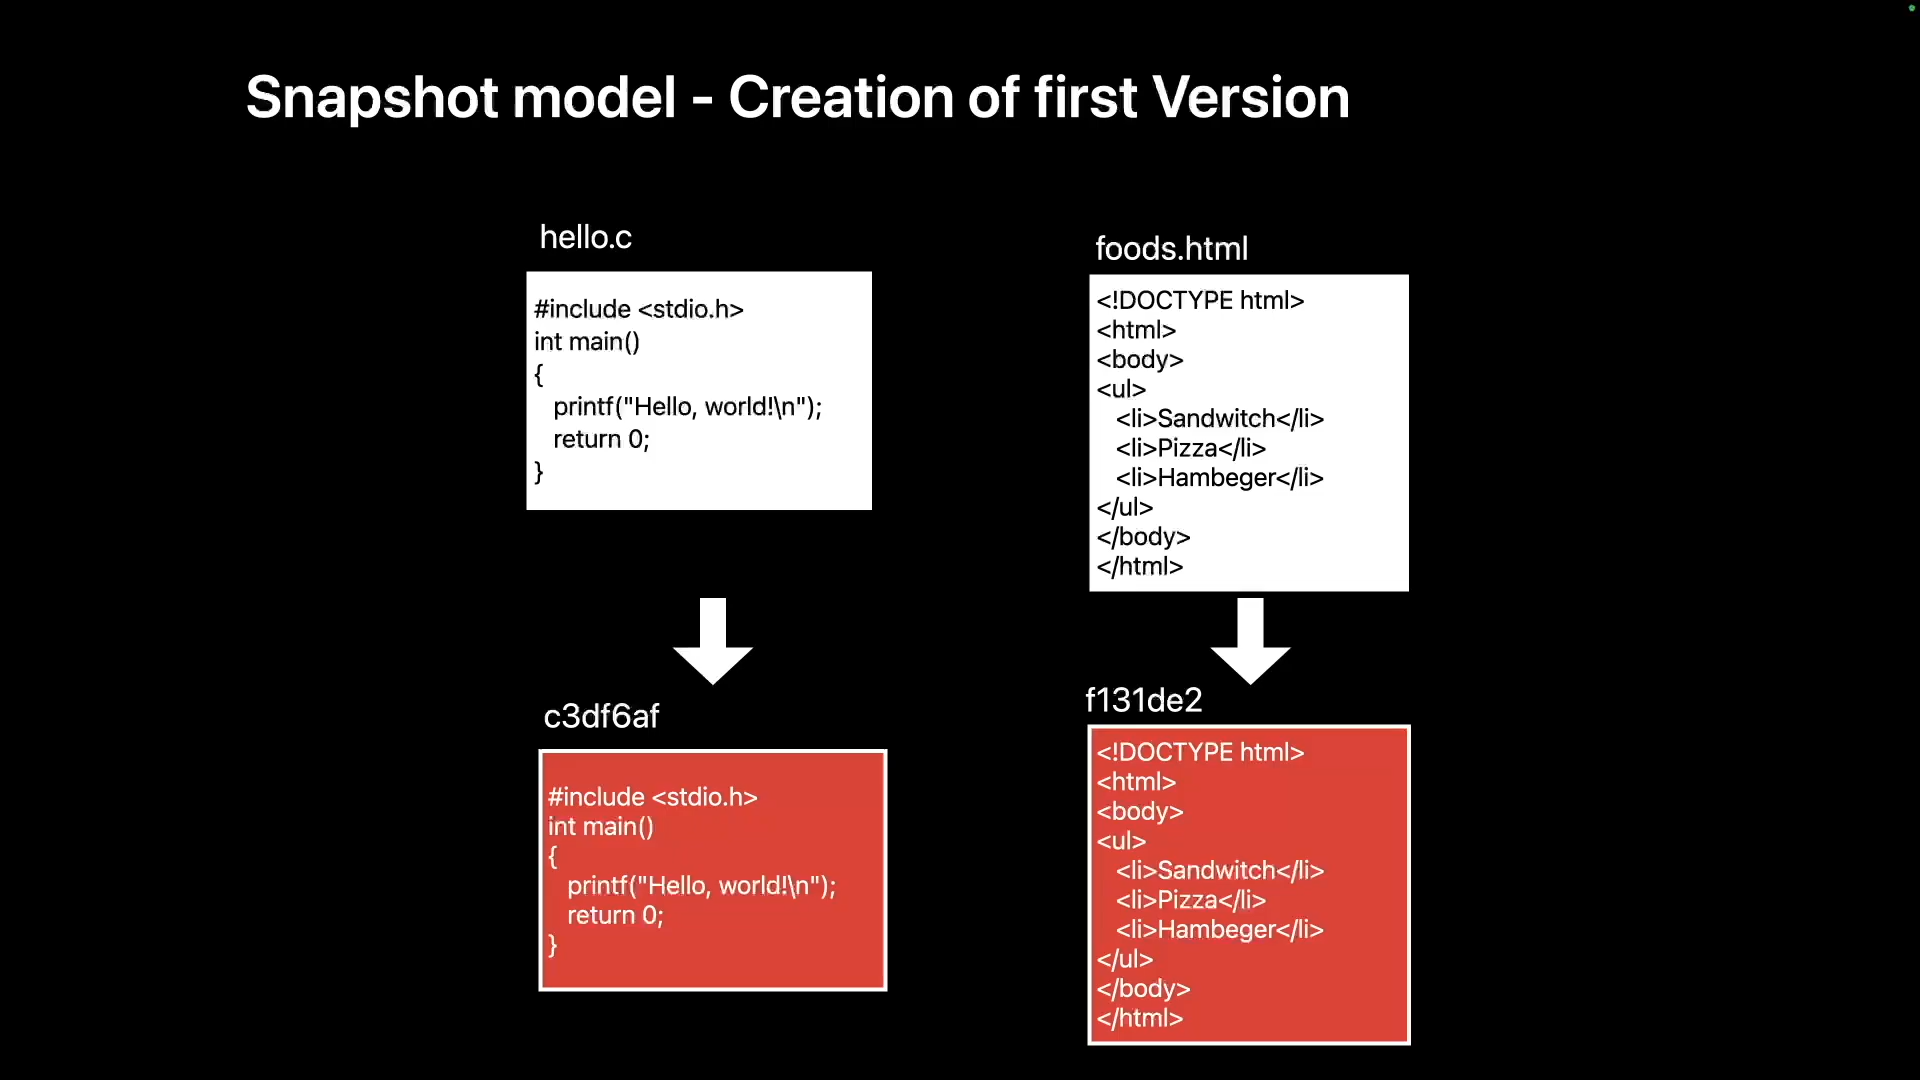 Snapshot model - Creation of first Version
hello.c
#include <stdio.h>
int main()
{
printf("Hello, world!\n");
return 0;
}
foods.html
<!DOCTYPE html>
<html>
<body>
<ul>
<li>Sandwitch</li>
<li>Pizza</li>
<li>Hambeger</li>
</ul>
</body>
</html>
c3df6af
#include <stdio.h>
int main()
{
printf("Hello, world!\n");
return 0;
}
f131de2
<!DOCTYPE html>
<html>
<body>
<ul>
<li>Sandwitch</li>
<li>Pizza</li>
<li>Hambeger</li>
</ul>
</body>
</html>